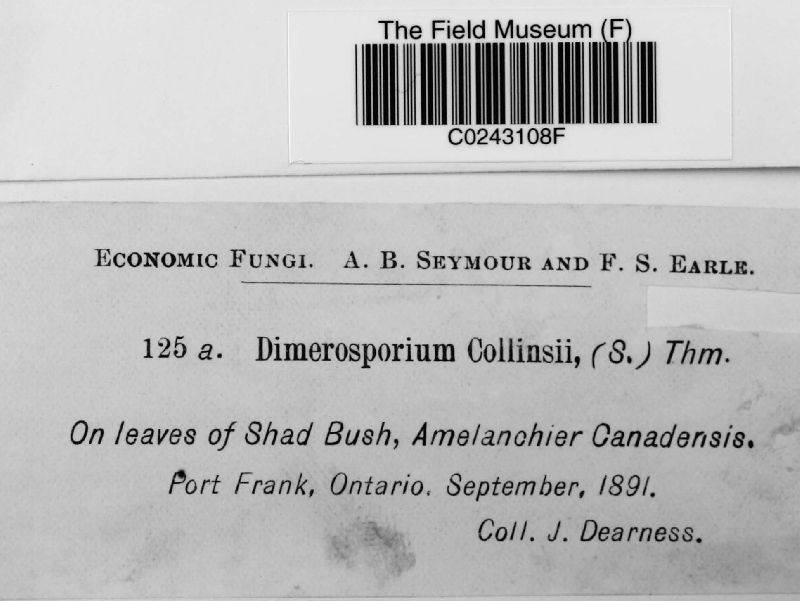 The Field Museum (F)
C0243108F
Economic Fungi. A. B. Seymour and F. S. Earle.
125 a. Dimerosporium Collinsii, (S.) Thm.
On leaves of Shad Bush, Amelanchier Canadensis.
Port Frank, Ontario. September, 1891.
Coll. J. Dearness.